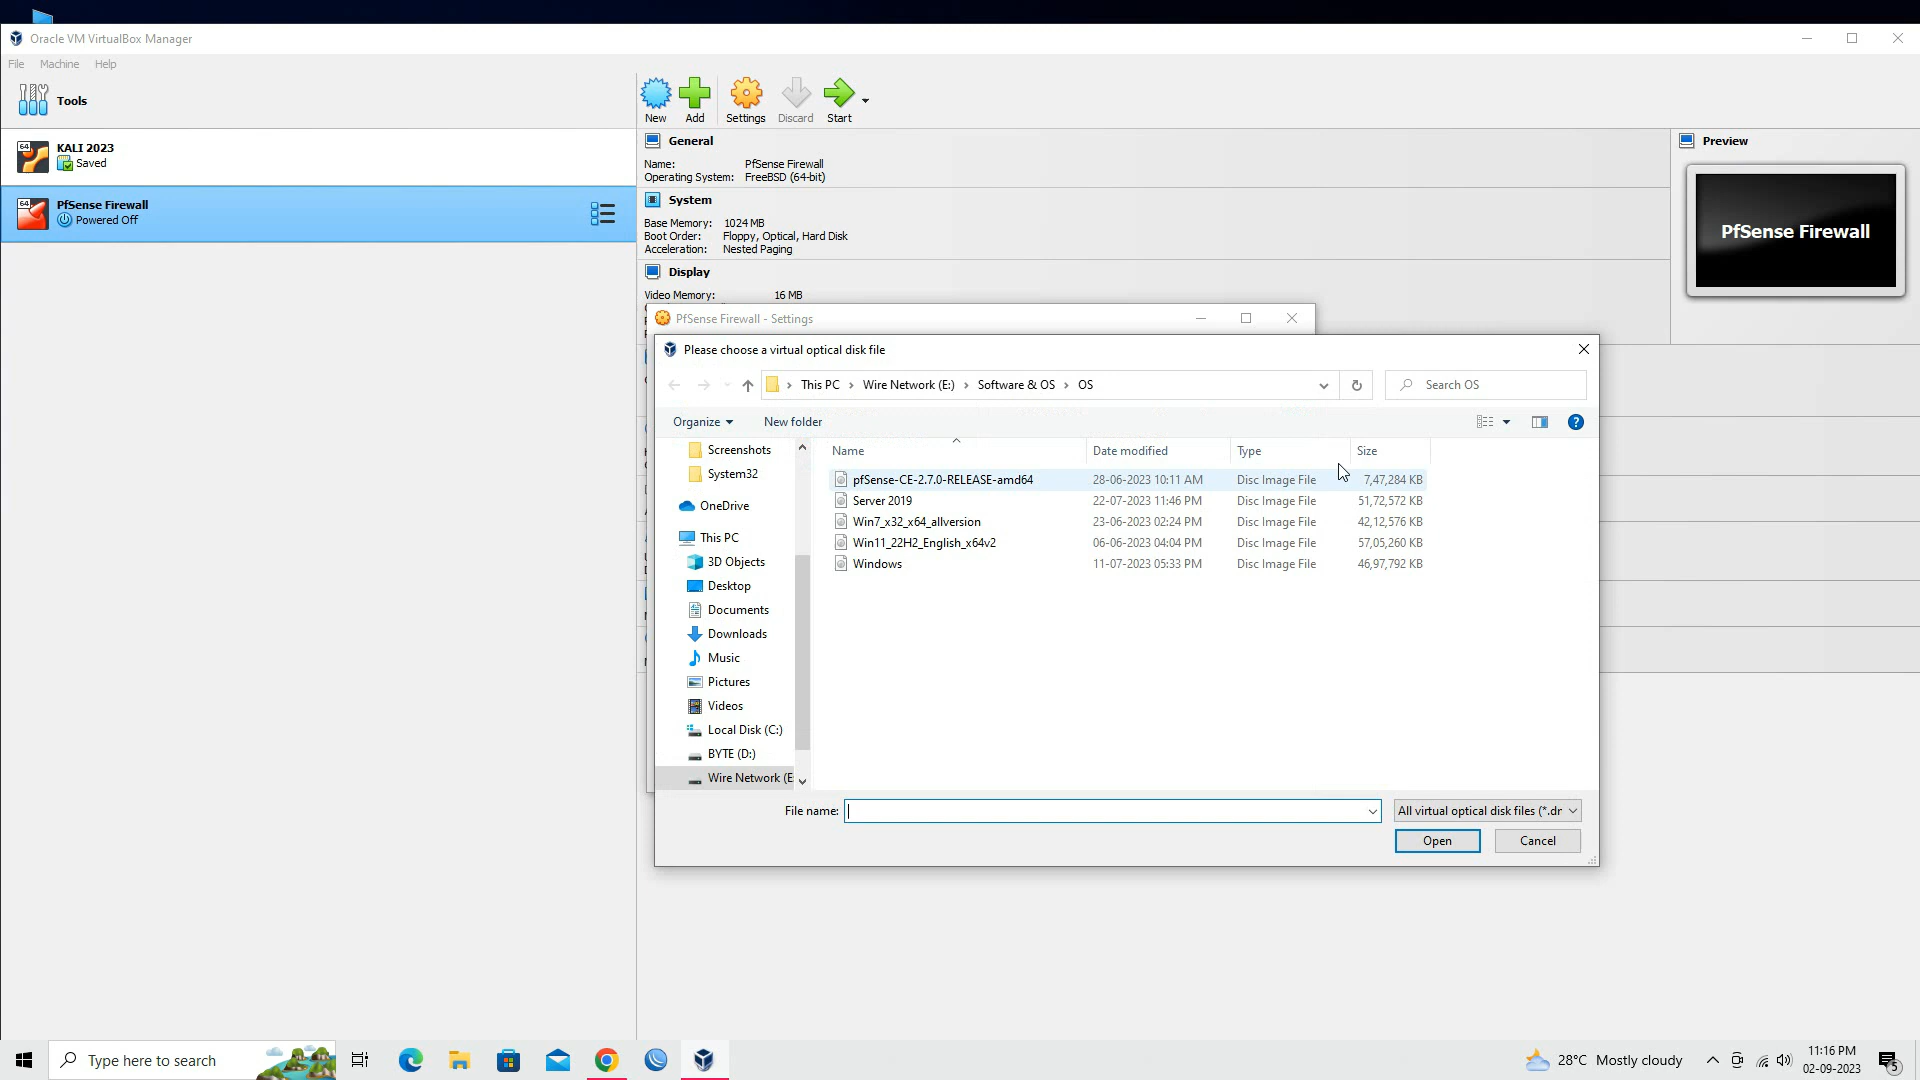 Oracle VM VirtualBox Manager
File Machine Help
Tools
New Add Settings Discard Start
64 KALI 2023
Saved
64 PfSense Firewall
Powered Off
General
Name: PfSense Firewall
Operating System: FreeBSD (64-bit)
System
Base Memory: 1024 MB
Boot Order: Floppy, Optical, Hard Disk
Acceleration: Nested Paging
Display
Video Memory: 16 MB
Preview
PfSense Firewall
PfSense Firewall - Settings
Please choose a virtual optical disk file
This PC › Wire Network (E:) › Software & OS › OS
Search OS
Organize New folder
Screenshots
System32
OneDrive
This PC
3D Objects
Desktop
Documents
Downloads
Music
Pictures
Videos
Local Disk (C:)
BYTE (D:)
Wire Network (E
Name Date modified Type Size
pfSense-CE-2.7.0-RELEASE-amd64 28-06-2023 10:11 AM Disc Image File 7,47,284 KB
Server 2019 22-07-2023 11:46 PM Disc Image File 51,72,572 KB
Win7_x32_x64_allversion 23-06-2023 02:24 PM Disc Image File 42,12,576 KB
Win11_22H2_English_x64v2 06-06-2023 04:04 PM Disc Image File 57,05,260 KB
Windows 11-07-2023 05:33 PM Disc Image File 46,97,792 KB
File name:
All virtual optical disk files (*.dr
Open Cancel
Type here to search
28°C Mostly cloudy
11:16 PM
02-09-2023
5